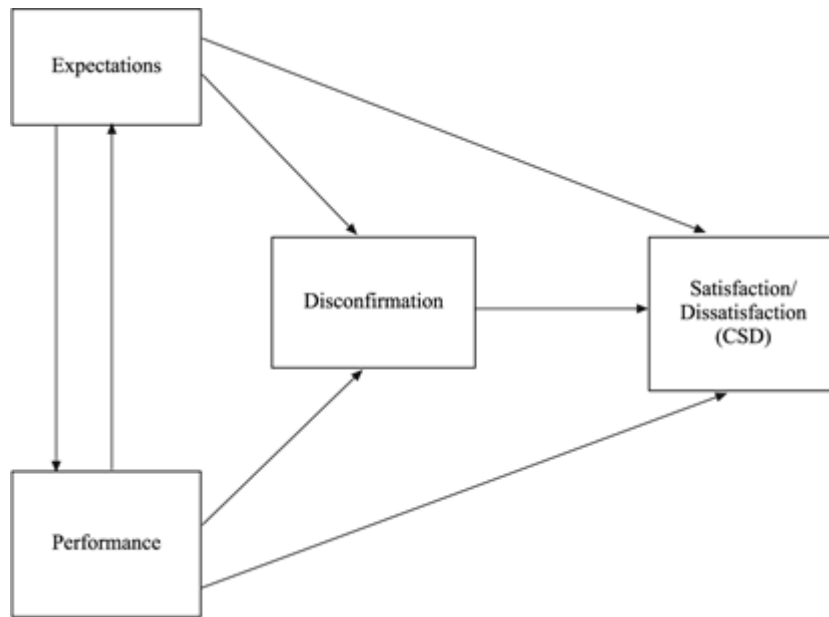 Expectations
Disconfirmation
Satisfaction/
Dissatisfaction
(CSD)
Performance